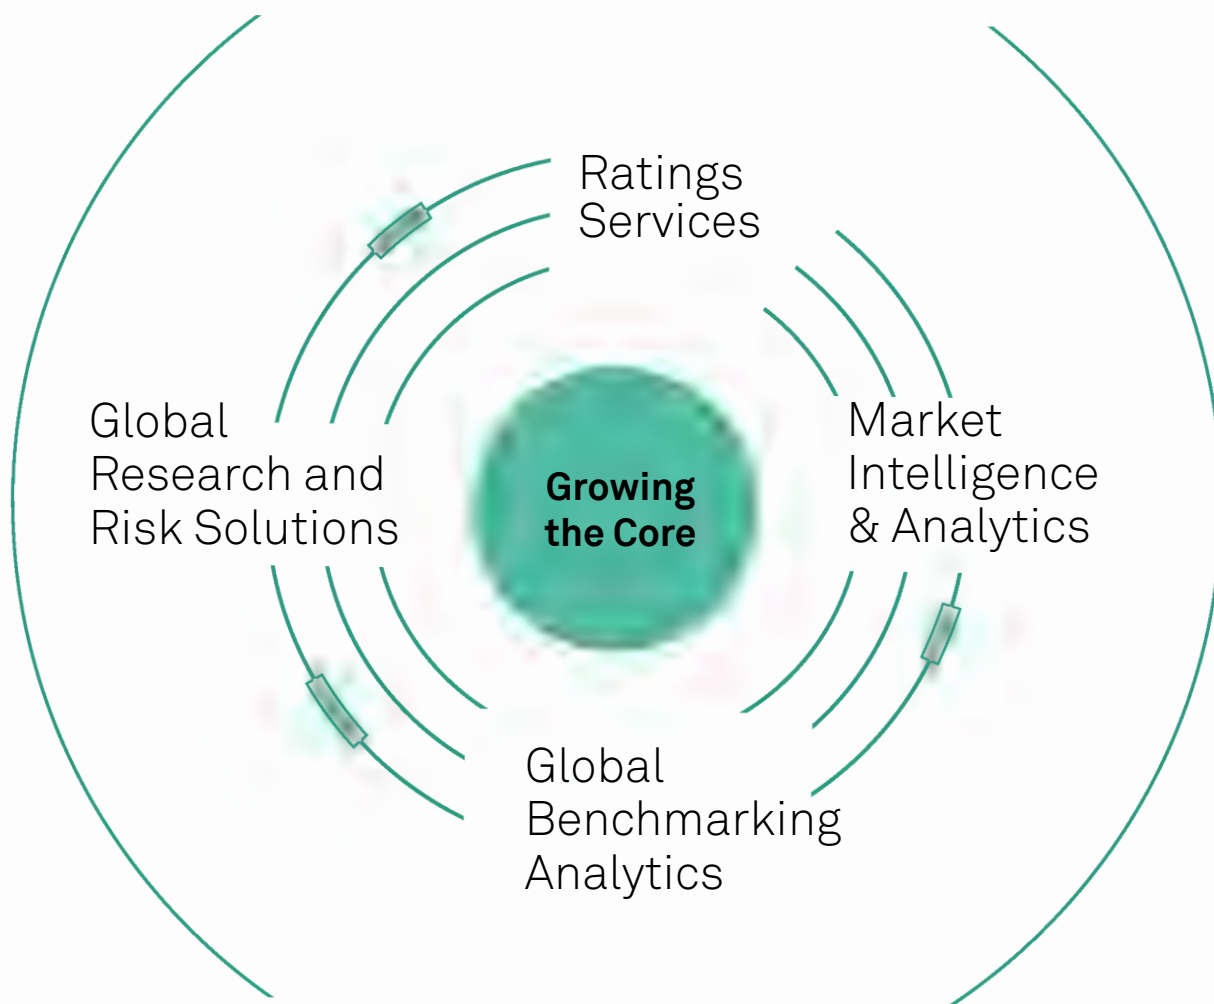 Ratings
Services
Global
Research and
Risk Solutions
Growing
the Core
Market
Intelligence
& Analytics
Global
Benchmarking
Analytics